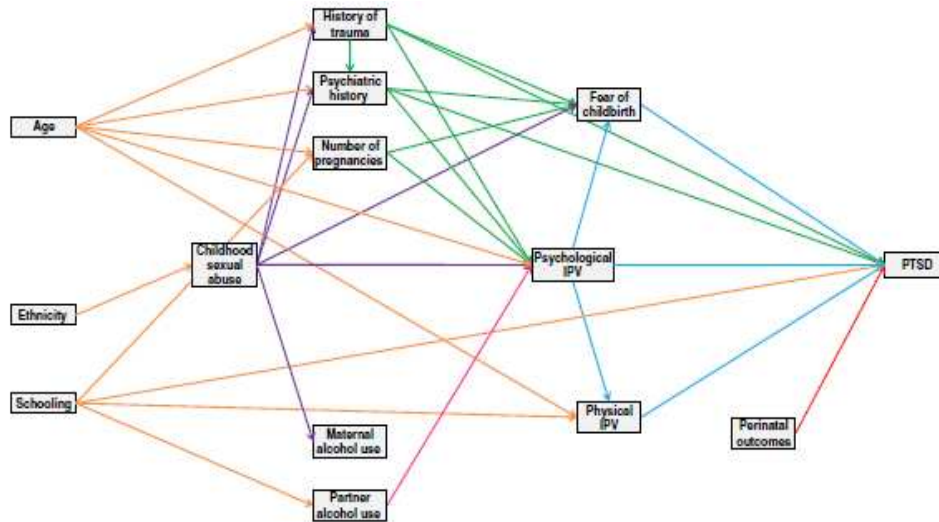 History of
trauma
Psychiatric
history
Fear of
childbirth
Age
Number of
pregnancies
Childhood
sexual
abuse
Psychological
IPV
PTSD
Ethnicity
Schooling
Physical
IPV
Maternal
alcohol use
Perinatal
outcomes
Partner
alcohol use